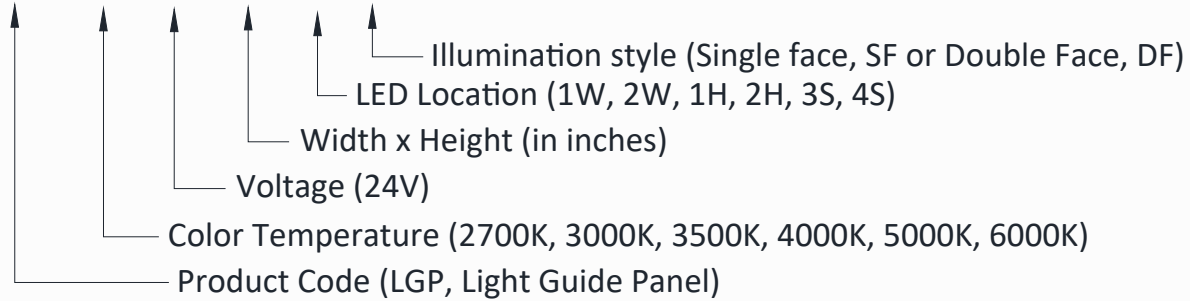 Illumination style (Single face, SF or Double Face, DF)
LED Location (1W, 2W, 1H, 2H, 3S, 4S)
Width x Height (in inches)
Voltage (24V)
Color Temperature (2700K, 3000K, 3500K, 4000K, 5000K, 6000K)
Product Code (LGP, Light Guide Panel)